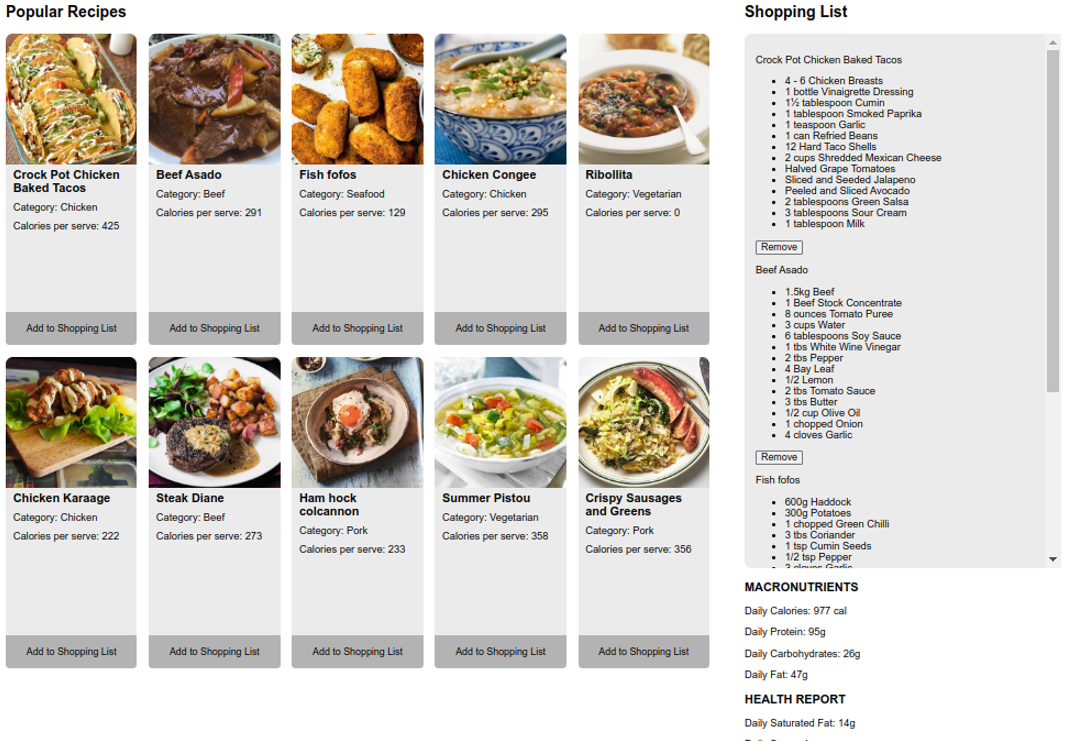 Popular Recipes
Crock Pot Chicken
Baked Tacos
Category: Chicken
Calories per serve: 425
Add to Shopping List
Beef Asado
Category: Beef
Calories per serve: 291
Add to Shopping List
Fish fofos
Category: Seafood
Calories per serve: 129
Add to Shopping List
Chicken Congee
Category: Chicken
Calories per serve: 295
Add to Shopping List
Ribollita
Category: Vegetarian
Calories per serve: 0
Add to Shopping List
Chicken Karaage
Category: Chicken
Calories per serve: 222
Add to Shopping List
Steak Diane
Category: Beef
Calories per serve: 273
Add to Shopping List
Ham hock
colcannon
Category: Pork
Calories per serve: 233
Add to Shopping List
Summer Pistou
Category: Vegetarian
Calories per serve: 358
Add to Shopping List
Crispy Sausages
and Greens
Category: Pork
Calories per serve: 356
Add to Shopping List
Shopping List
Crock Pot Chicken Baked Tacos
4 - 6 Chicken Breasts
1 bottle Vinaigrette Dressing
1½ tablespoon Cumin
1 tablespoon Smoked Paprika
1 teaspoon Garlic
1 can Refried Beans
12 Hard Taco Shells
2 cups Shredded Mexican Cheese
Halved Grape Tomatoes
Sliced and Seeded Jalapeno
Peeled and Sliced Avocado
2 tablespoons Green Salsa
3 tablespoons Sour Cream
1 tablespoon Milk
Remove
Beef Asado
1.5kg Beef
1 Beef Stock Concentrate
8 ounces Tomato Puree
3 cups Water
6 tablespoons Soy Sauce
1 tbs White Wine Vinegar
2 tbs Pepper
4 Bay Leaf
1/2 Lemon
2 tbs Tomato Sauce
3 tbs Butter
1/2 cup Olive Oil
1 chopped Onion
4 cloves Garlic
Remove
Fish fofos
600g Haddock
300g Potatoes
1 chopped Green Chilli
3 tbs Coriander
1 tsp Cumin Seeds
1/2 tsp Pepper
3 cloves Garlic
MACRONUTRIENTS
Daily Calories: 977 cal
Daily Protein: 95g
Daily Carbohydrates: 26g
Daily Fat: 47g
HEALTH REPORT
Daily Saturated Fat: 14g